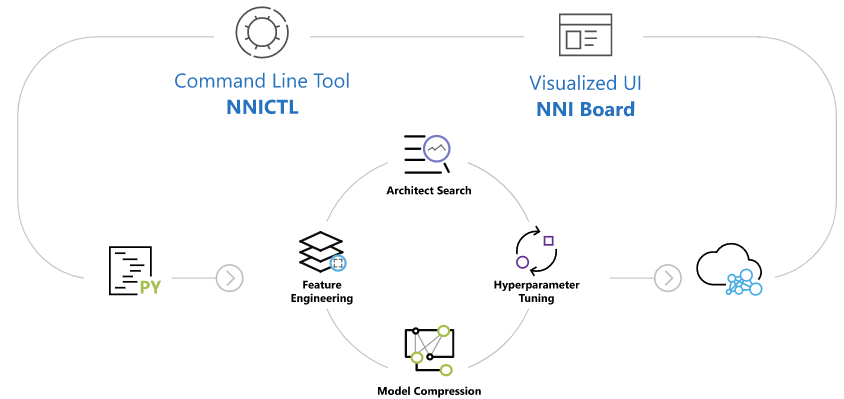 Command Line Tool
NNICTL
Visualized UI
NNI Board
Architect Search
Feature
Engineering
Hyperparameter
Tuning
PY
Model Compression